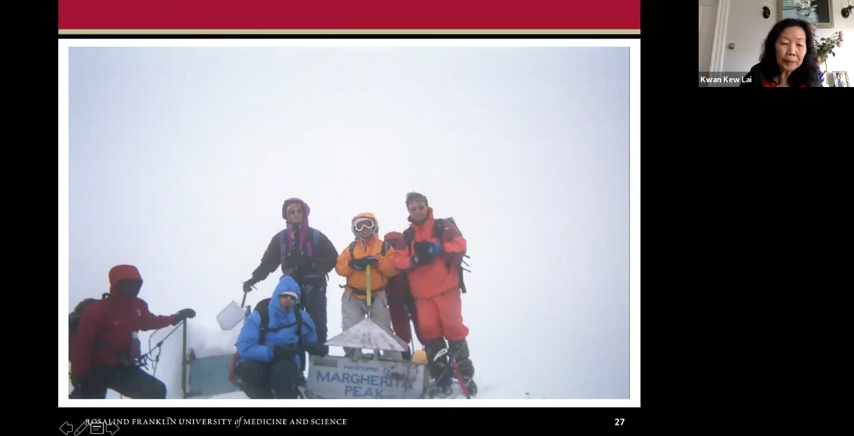 Kwan Kew Lai
MARGHERITA
PEAK
ROSALIND FRANKLIN UNIVERSITY of MEDICINE AND SCIENCE
27